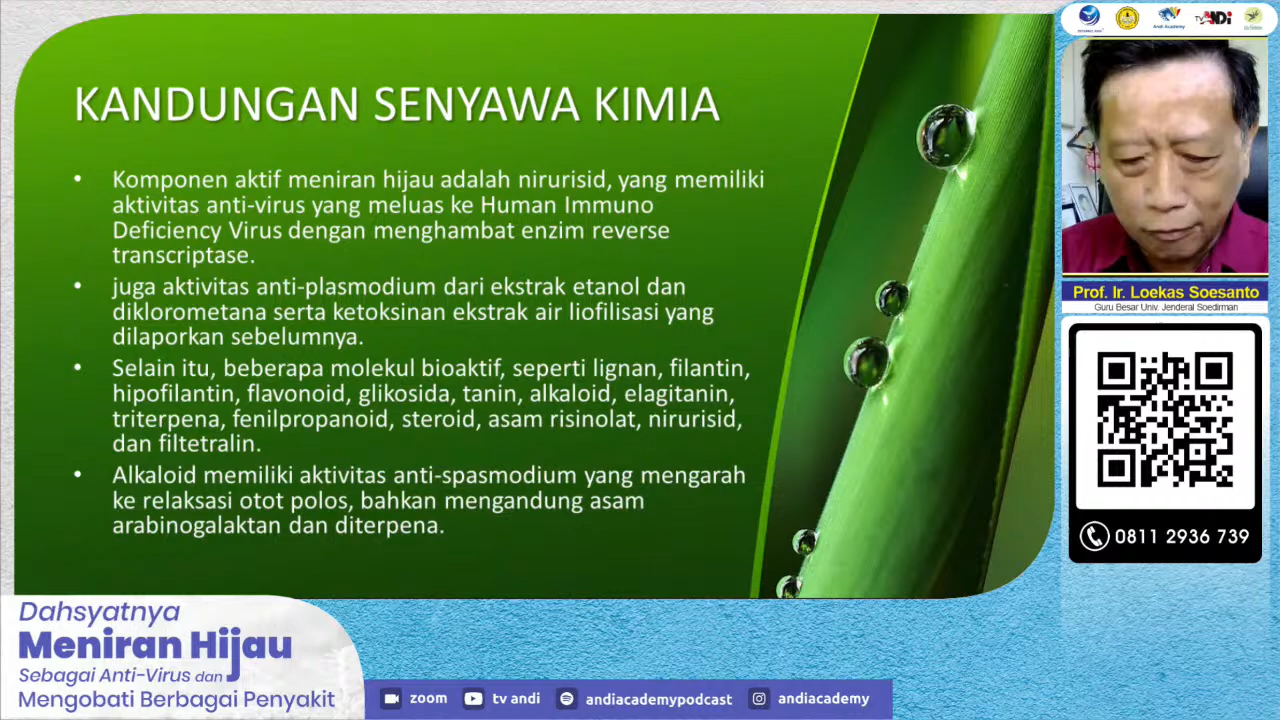 KANDUNGAN SENYAWA KIMIA
• Komponen aktif meniran hijau adalah nirurisid, yang memiliki
aktivitas anti-virus yang meluas ke Human Immuno
Deficiency Virus dengan menghambat enzim reverse
transcriptase.
• juga aktivitas anti-plasmodium dari ekstrak etanol dan
diklorometana serta ketoksinan ekstrak air liofilisasi yang
dilaporkan sebelumnya.
• Selain itu, beberapa molekul bioaktif, seperti lignan, filantin,
hipofilantin, flavonoid, glikosida, tanin, alkaloid, elagitanin,
triterpena, fenilpropanoid, steroid, asam risinolat, nirurisid,
dan filtetralin.
• Alkaloid memiliki aktivitas anti-spasmodium yang mengarah
ke relaksasi otot polos, bahkan mengandung asam
arabinogalaktan dan diterpena.
Andi Academy
TV ANDI
Prof. Ir. Loekas Soesanto
Guru Besar Univ. Jenderal Soedirman
0811 2936 739
Dahsyatnya
Meniran Hijau
Sebagai Anti-Virus dan
Mengobati Berbagai Penyakit
zoom
tv andi
andiacademypodcast
andiacademy